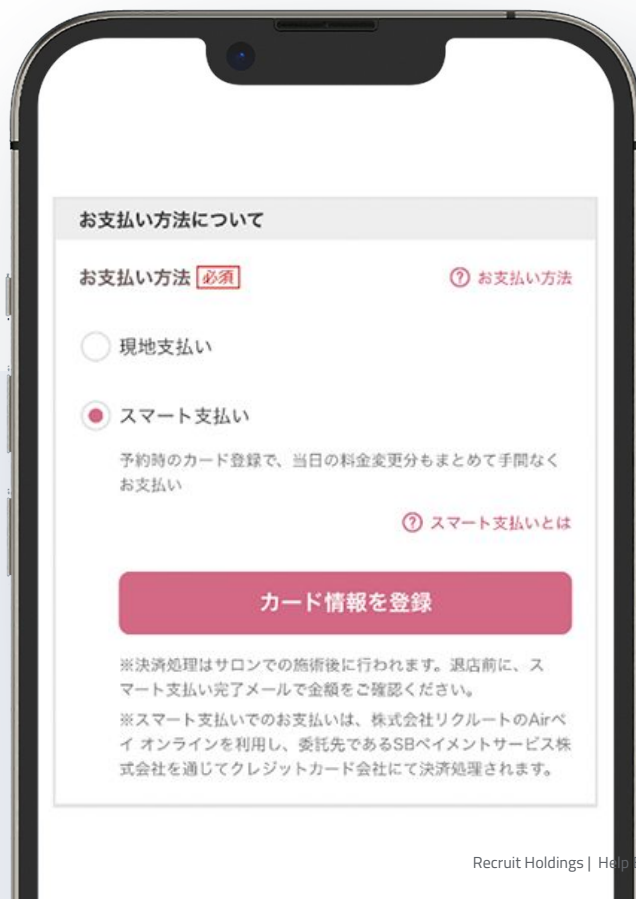 お支払い方法について
お支払い方法 必須 ? お支払い方法
現地支払い
スマート支払い
予約時のカード登録で、当日の料金変更分もまとめて手間なく
お支払い
? スマート支払いとは
カード情報を登録
※決済処理はサロンでの施術後に行われます。退店前に、ス
マート支払い完了メールで金額をご確認ください。
※スマート支払いでのお支払いは、株式会社リクルートのAirペ
イ オンラインを利用し、委託先であるSBペイメントサービス株
式会社を通じてクレジットカード会社にて決済処理されます。
Recruit Holdings | Help